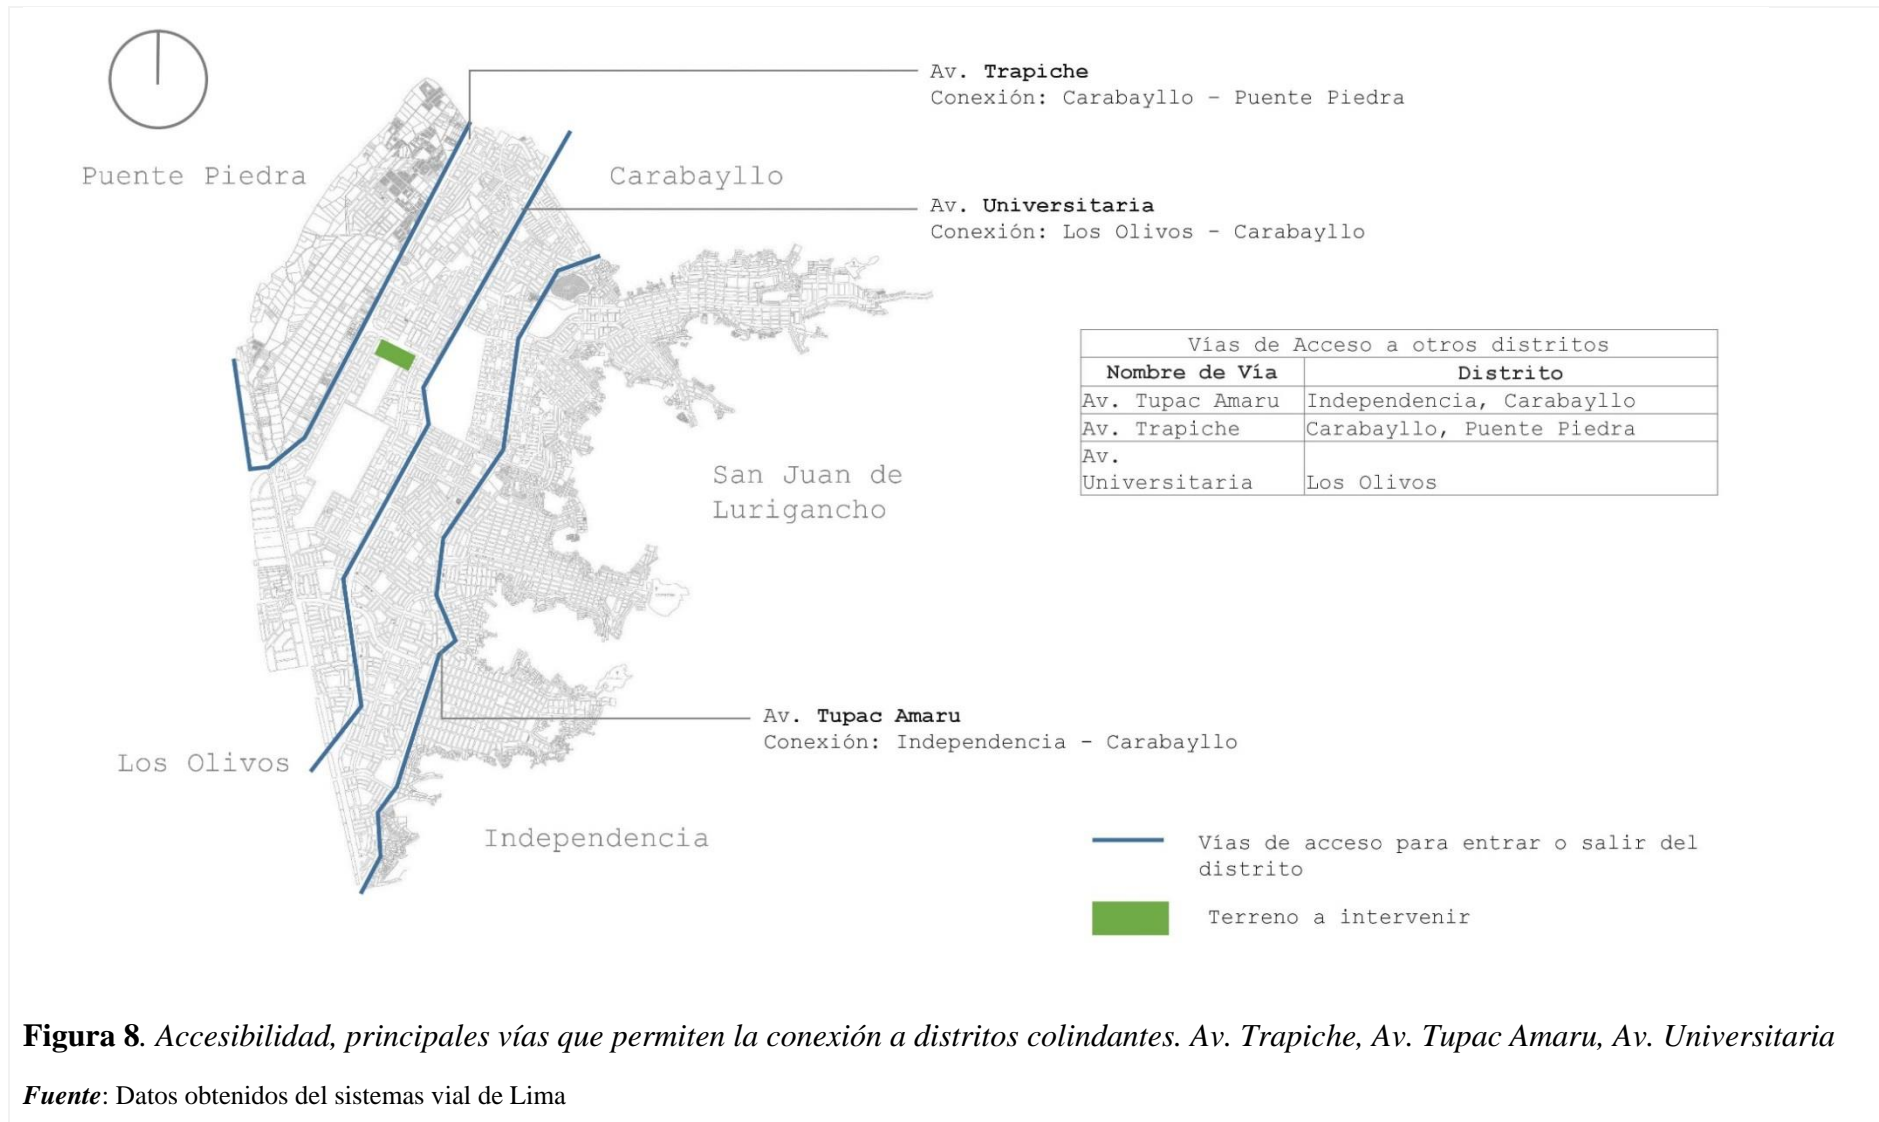 Av. Trapiche
Conexión: Carabayllo – Puente Piedra
Puente Piedra
Carabayllo
Av. Universitaria
Conexión: Los Olivos - Carabayllo
Vías de Acceso a otros distritos
Nombre de Vía Distrito
Av. Tupac Amaru Independencia, Carabayllo
Av. Trapiche Carabayllo, Puente Piedra
Av.
Universitaria Los Olivos
San Juan de
Lurigancho
Av. Tupac Amaru
Conexión: Independencia - Carabayllo
Los Olivos
Independencia
Vías de acceso para entrar o salir del
distrito
Terreno a intervenir
Figura 8. Accesibilidad, principales vías que permiten la conexión a distritos colindantes. Av. Trapiche, Av. Tupac Amaru, Av. Universitaria
Fuente: Datos obtenidos del sistemas vial de Lima